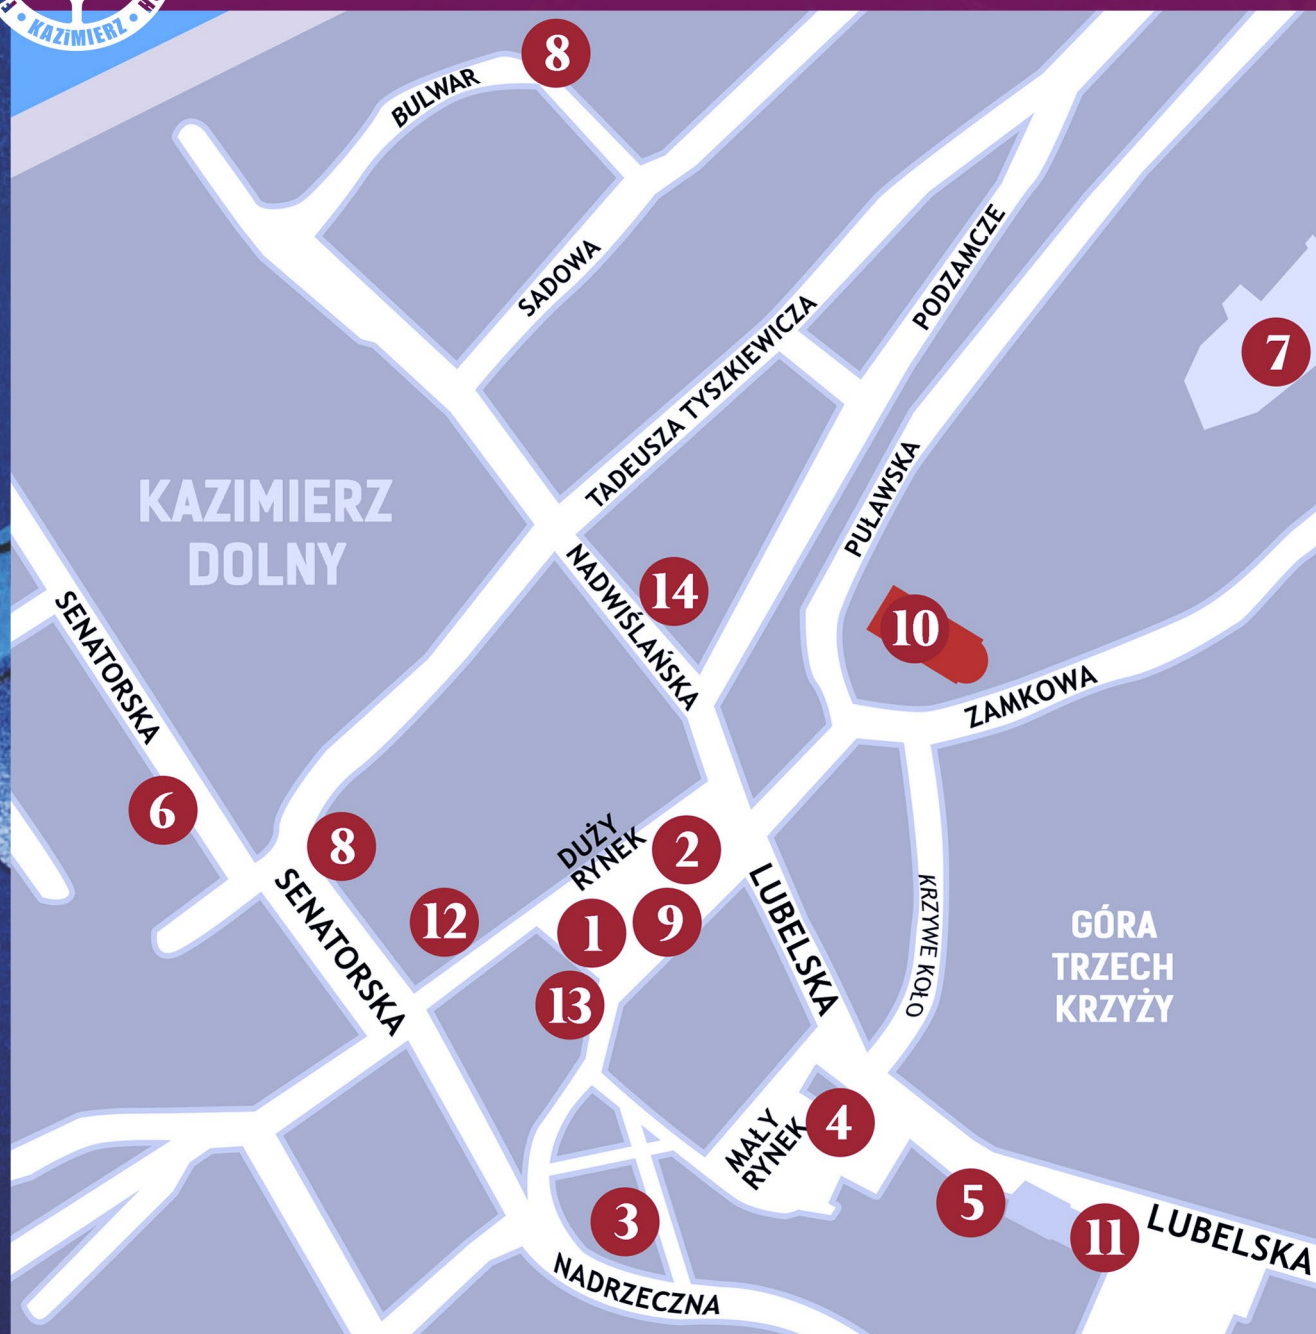 KAZiMIERZ
8
BULWAR
SADOWA
PODZAMCZE
7
TADEUSZA TYSZKIEWICZA
PUŁAWSKA
KAZIMIERZ
DOLNY
NADWIŚLAŃSKA
14
10
SENATORSKA
ZAMKOWA
6
8
DUŻY
RYNEK
2
SENATORSKA
12
1
9
LUBELSKA
KRZYWE KOŁO
GÓRA
TRZECH
KRZYŻY
13
MAŁY
RYNEK
4
3
5
11
LUBELSKA
NADRZECZNA